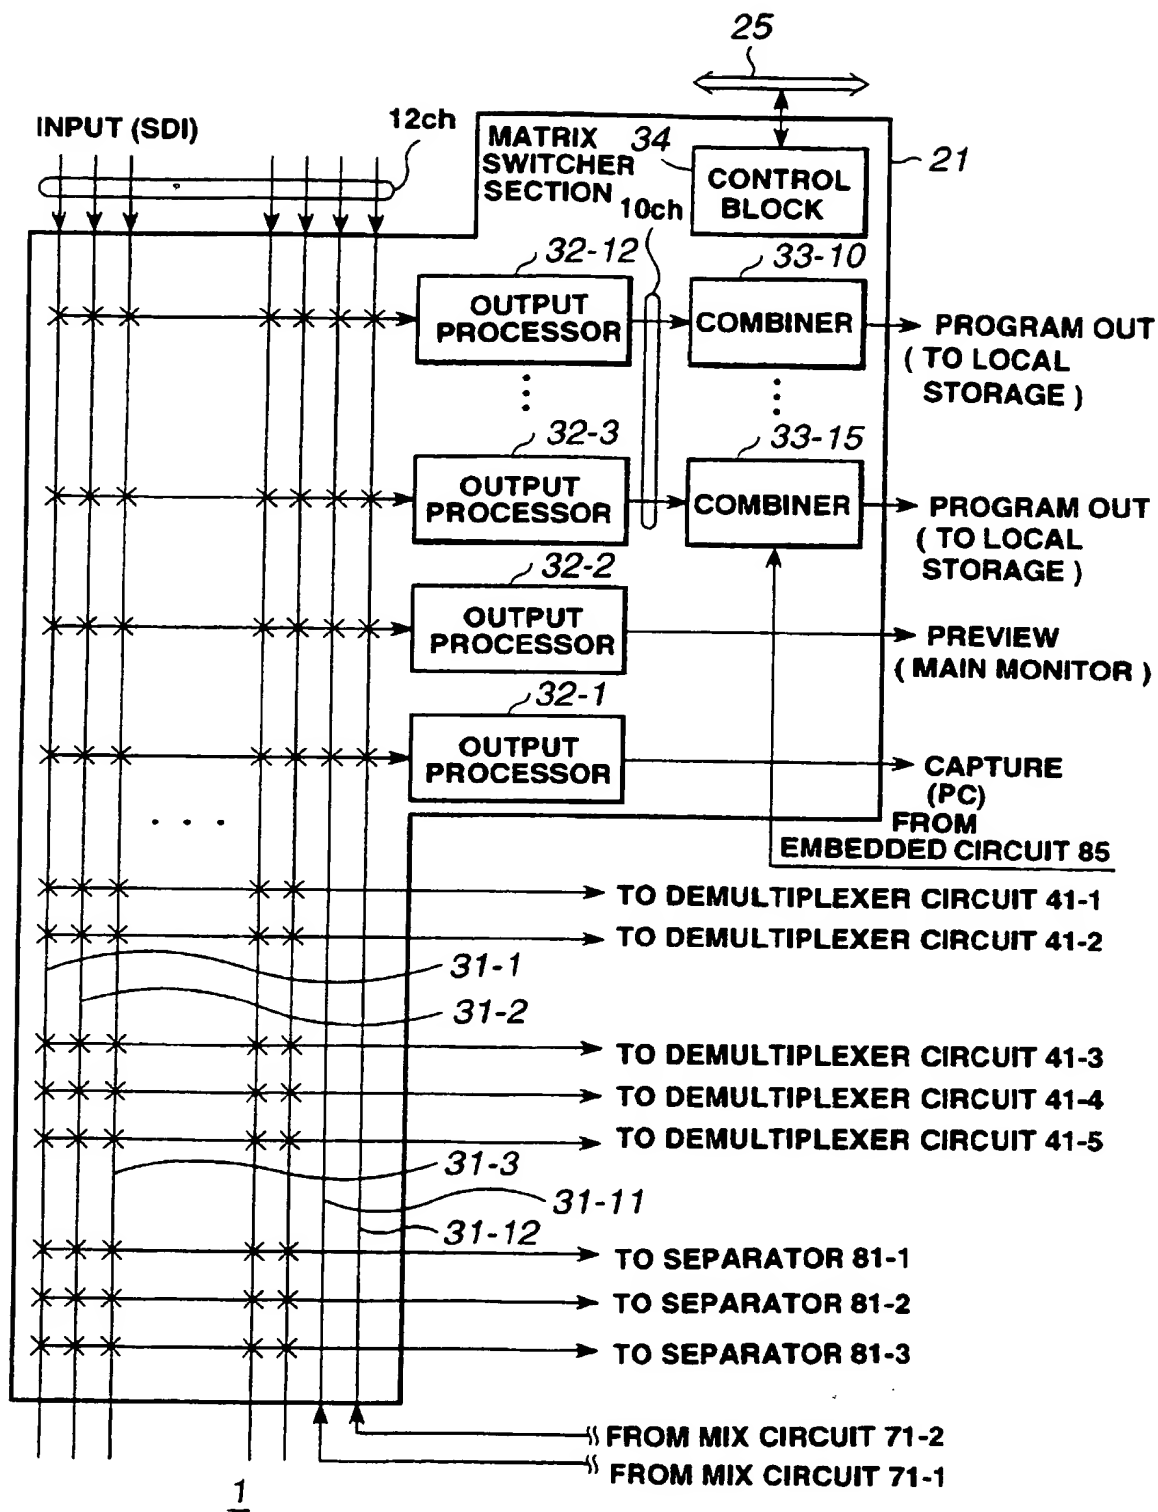 25
INPUT (SDI)
12ch
MATRIX
SWITCHER
SECTION
34
CONTROL
BLOCK
21
10ch
32-12
33-10
OUTPUT
PROCESSOR
COMBINER
PROGRAM OUT
( TO LOCAL
STORAGE )
32-3
33-15
OUTPUT
PROCESSOR
COMBINER
PROGRAM OUT
( TO LOCAL
STORAGE )
32-2
OUTPUT
PROCESSOR
PREVIEW
( MAIN MONITOR )
32-1
OUTPUT
PROCESSOR
CAPTURE
(PC)
FROM
EMBEDDED CIRCUIT 85
TO DEMULTIPLEXER CIRCUIT 41-1
TO DEMULTIPLEXER CIRCUIT 41-2
31-1
31-2
TO DEMULTIPLEXER CIRCUIT 41-3
TO DEMULTIPLEXER CIRCUIT 41-4
TO DEMULTIPLEXER CIRCUIT 41-5
31-3
31-11
31-12
TO SEPARATOR 81-1
TO SEPARATOR 81-2
TO SEPARATOR 81-3
FROM MIX CIRCUIT 71-2
FROM MIX CIRCUIT 71-1
1